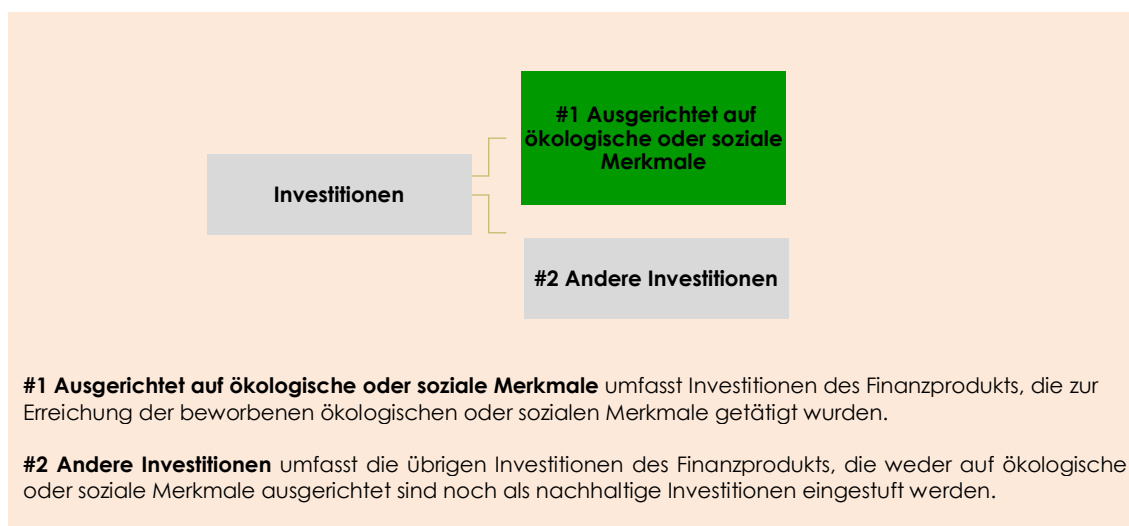 #1 Ausgerichtet auf
ökologische oder soziale
Merkmale
Investitionen
#2 Andere Investitionen
#1 Ausgerichtet auf ökologische oder soziale Merkmale umfasst Investitionen des Finanzprodukts, die zur
Erreichung der beworbenen ökologischen oder sozialen Merkmale getätigt wurden.
#2 Andere Investitionen umfasst die übrigen Investitionen des Finanzprodukts, die weder auf ökologische
oder soziale Merkmale ausgerichtet sind noch als nachhaltige Investitionen eingestuft werden.